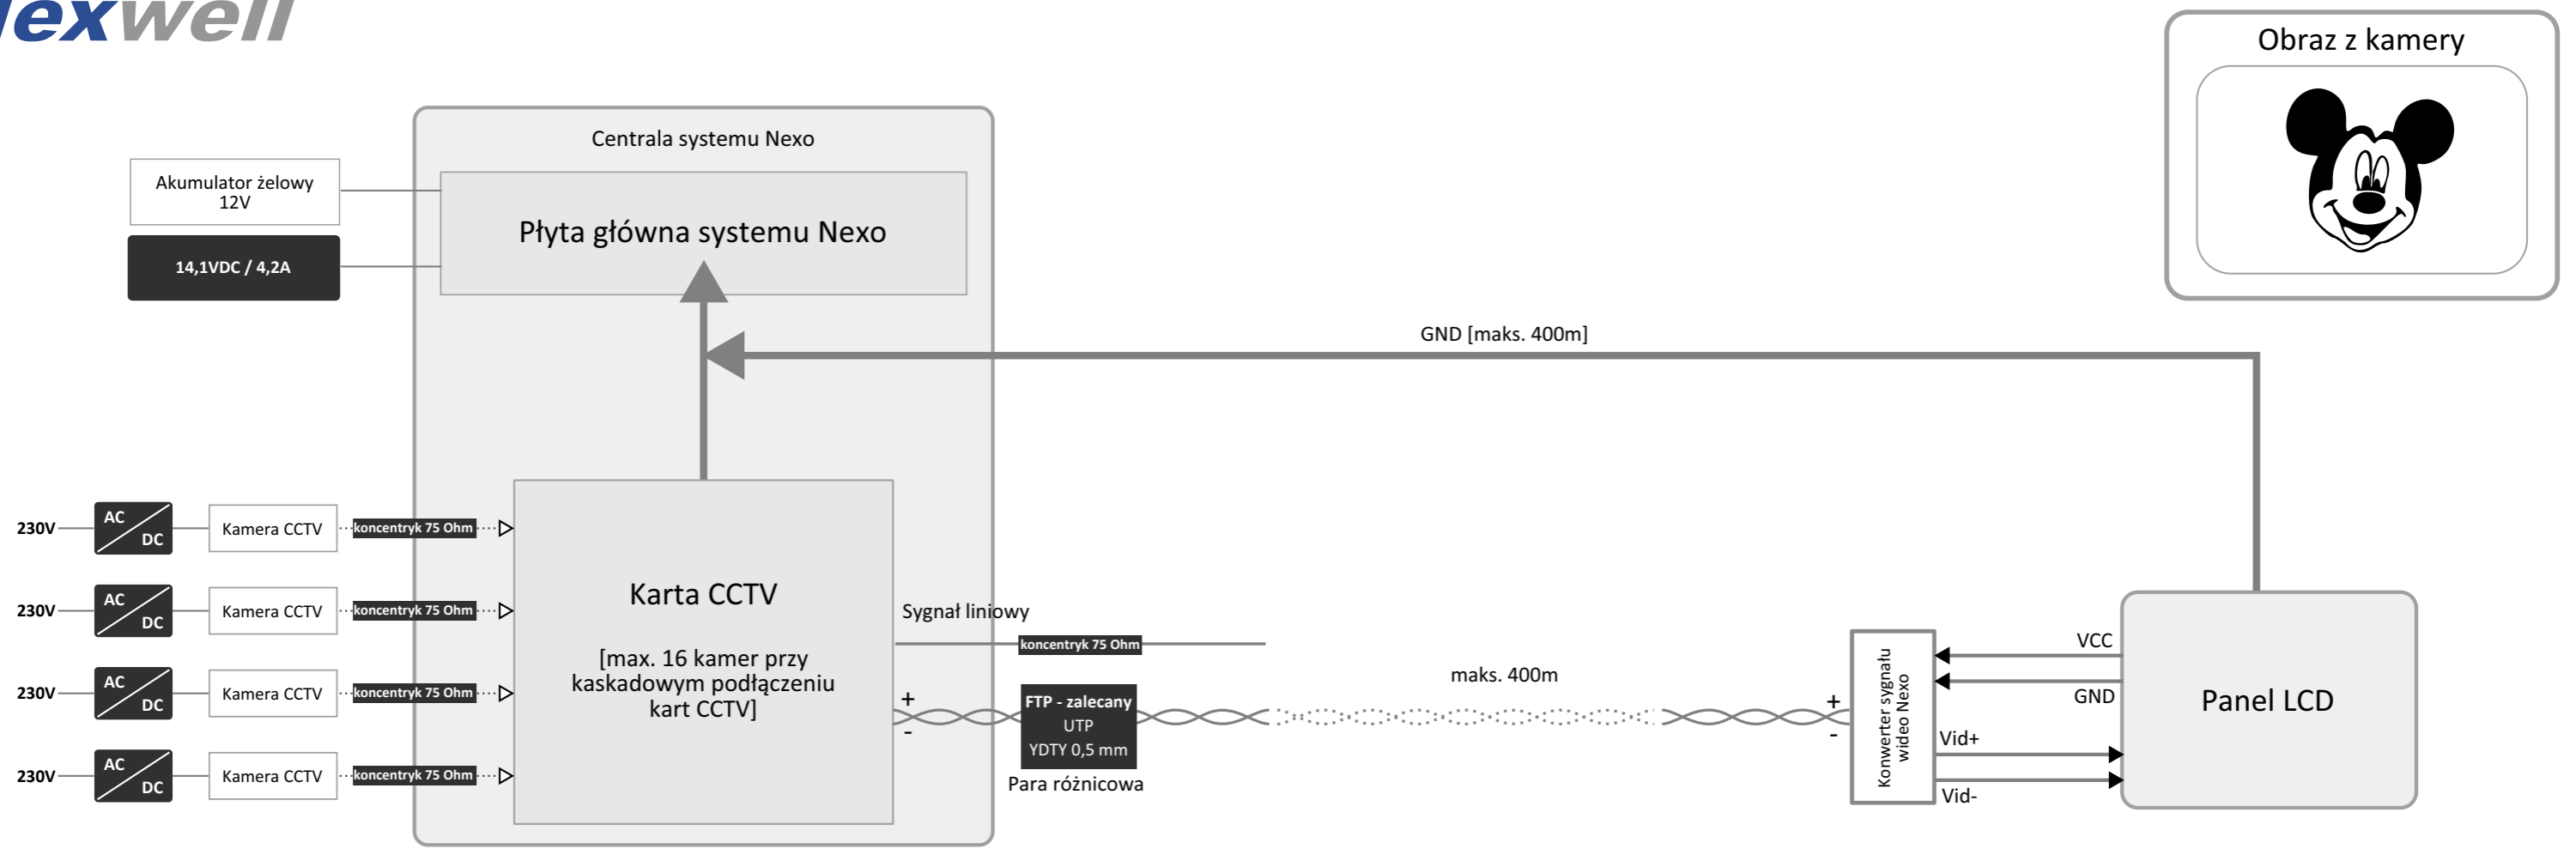 exwell
Obraz z kamery
Centrala systemu Nexo
Akumulator żelowy
12V
Płyta główna systemu Nexo
14,1VDC / 4,2A
GND [maks. 400m]
230V
AC
DC
Kamera CCTV
koncentryk 75 Ohm
230V
AC
DC
Kamera CCTV
koncentryk 75 Ohm
230V
AC
DC
Kamera CCTV
koncentryk 75 Ohm
230V
AC
DC
Kamera CCTV
koncentryk 75 Ohm
Karta CCTV
[max. 16 kamer przy
kaskadowym podłączeniu
kart CCTV]
Sygnał liniowy
koncentryk 75 Ohm
+
-
FTP - zalecany
UTP
YDTY 0,5 mm
Para różnicowa
maks. 400m
+
-
Konwerter sygnału
wideo Nexo
VCC
GND
Vid+
Vid-
Panel LCD